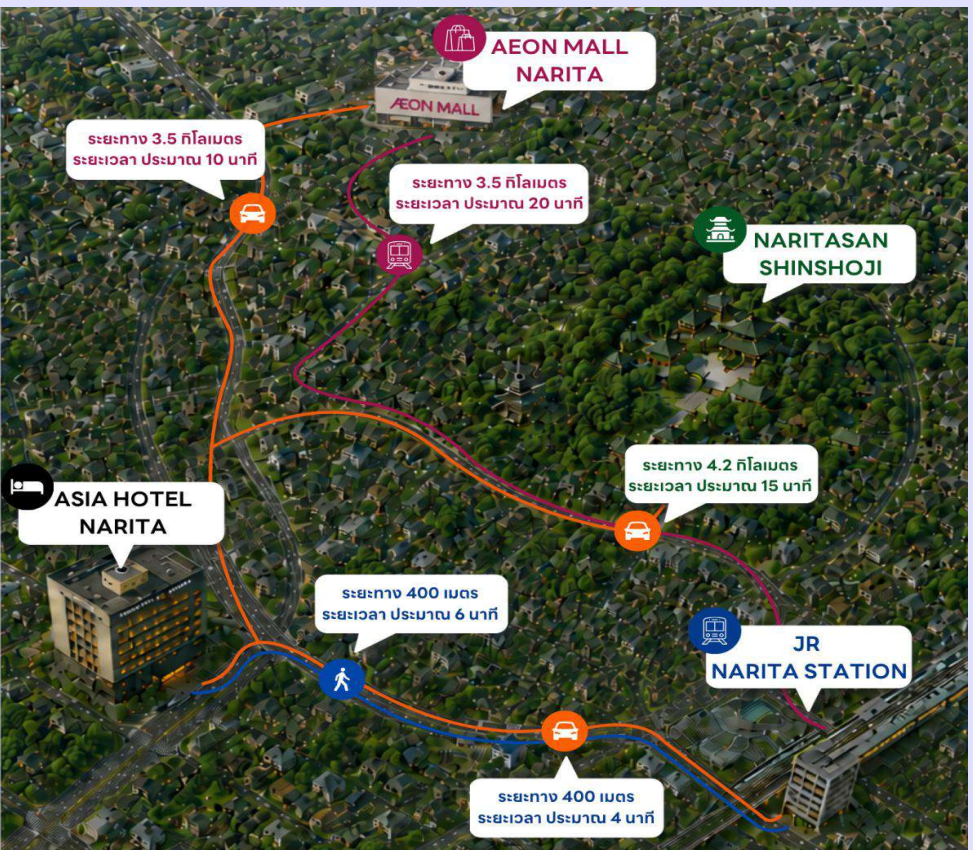 AEON MALL
NARITA
ÆON MALL
ระยะทาง 3.5 กิโลเมตร
ระยะเวลา ประมาณ 10 นาที
ระยะทาง 3.5 กิโลเมตร
ระยะเวลา ประมาณ 20 นาที
NARITASAN
SHINSHOJI
ระยะทาง 4.2 กิโลเมตร
ระยะเวลา ประมาณ 15 นาที
ASIA HOTEL
NARITA
ระยะทาง 400 เมตร
ระยะเวลา ประมาณ 6 นาที
JR
NARITA STATION
ระยะทาง 400 เมตร
ระยะเวลา ประมาณ 4 นาที